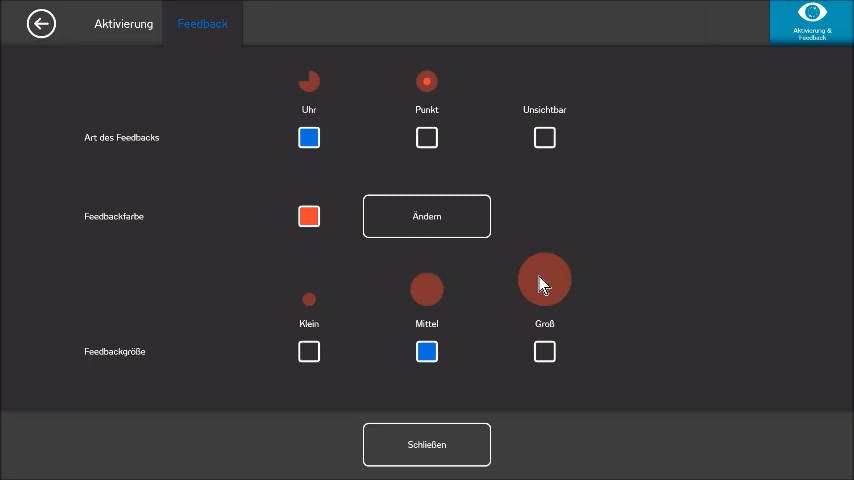 Aktivierung
Feedback
Aktivierung &
Feedback
Uhr
Punkt
Unsichtbar
Art des Feedbacks
Feedbackfarbe
Ändern
Klein
Mittel
Groß
Feedbackgröße
Schließen